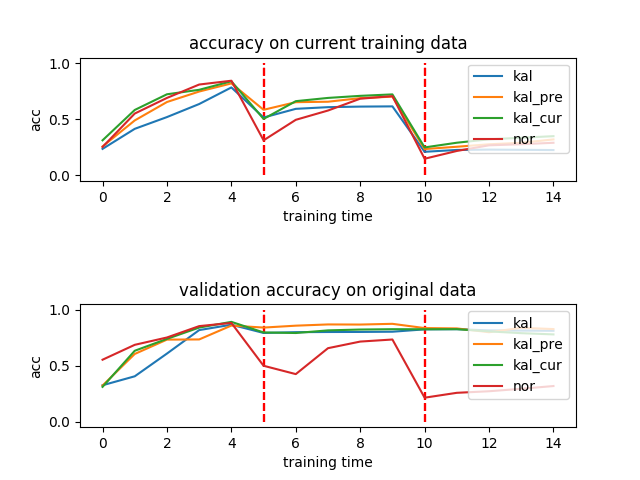 accuracy on current training data
1.0
0.5
0.0
acc
kal
kal_pre
kal_cur
nor
0 2 4 6 8 10 12 14
training time
validation accuracy on original data
1.0
0.5
0.0
acc
kal
kal_pre
kal_cur
nor
0 2 4 6 8 10 12 14
training time